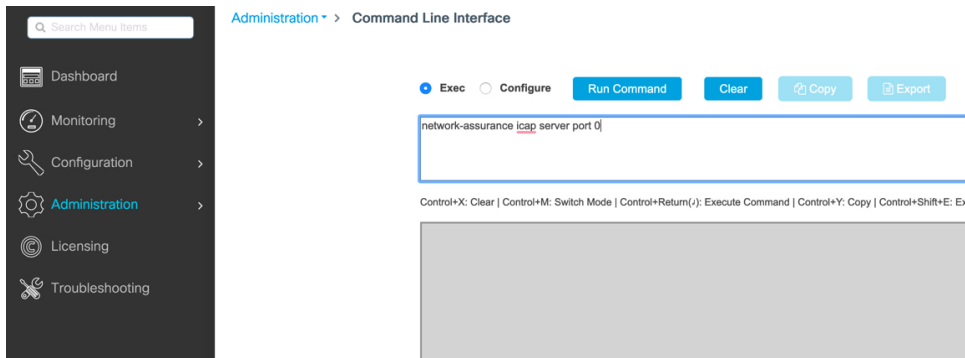 Search Menu Items
Administration > Command Line Interface
Dashboard
Monitoring >
Configuration >
Administration >
Licensing
Troubleshooting
Exec Configure Run Command Clear Copy Export
network-assurance icap server port 0
Control+X: Clear | Control+M: Switch Mode | Control+Return(↲): Execute Command | Control+Y: Copy | Control+Shift+E: Ex